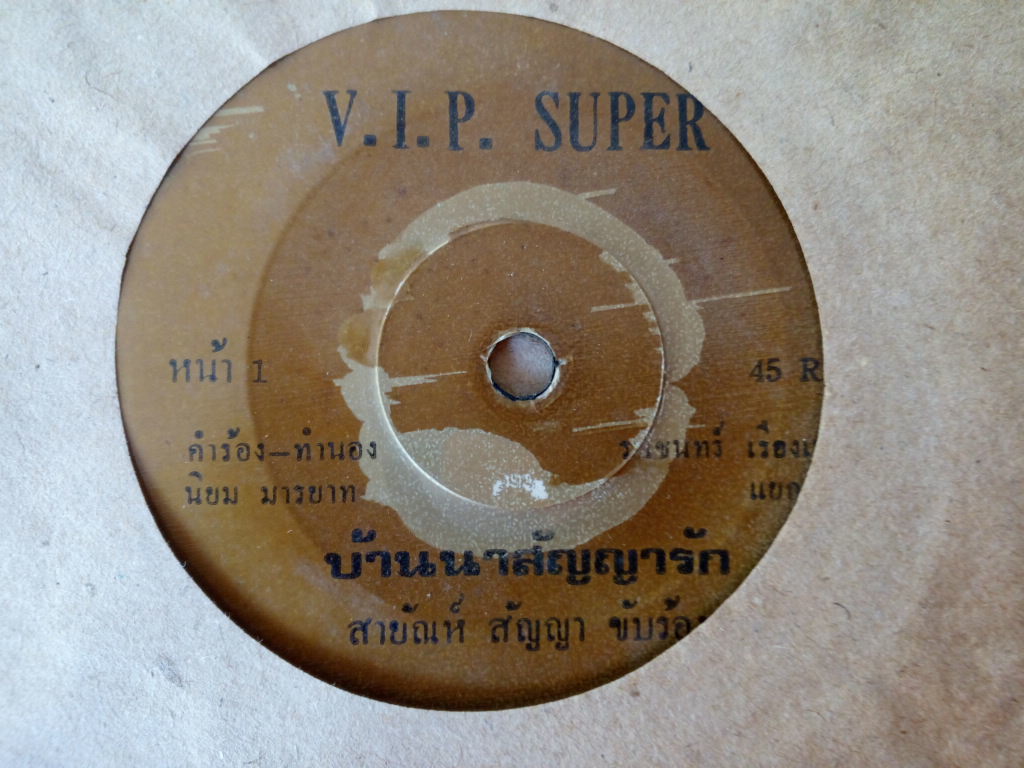 V.I.P. SUPER
หน้า 1 45 R
คำร้อง-ทำนอง
นิยม มารยาท
บ้านนาสัญญารัก
สายัณห์ สัญญา ขับร้อง